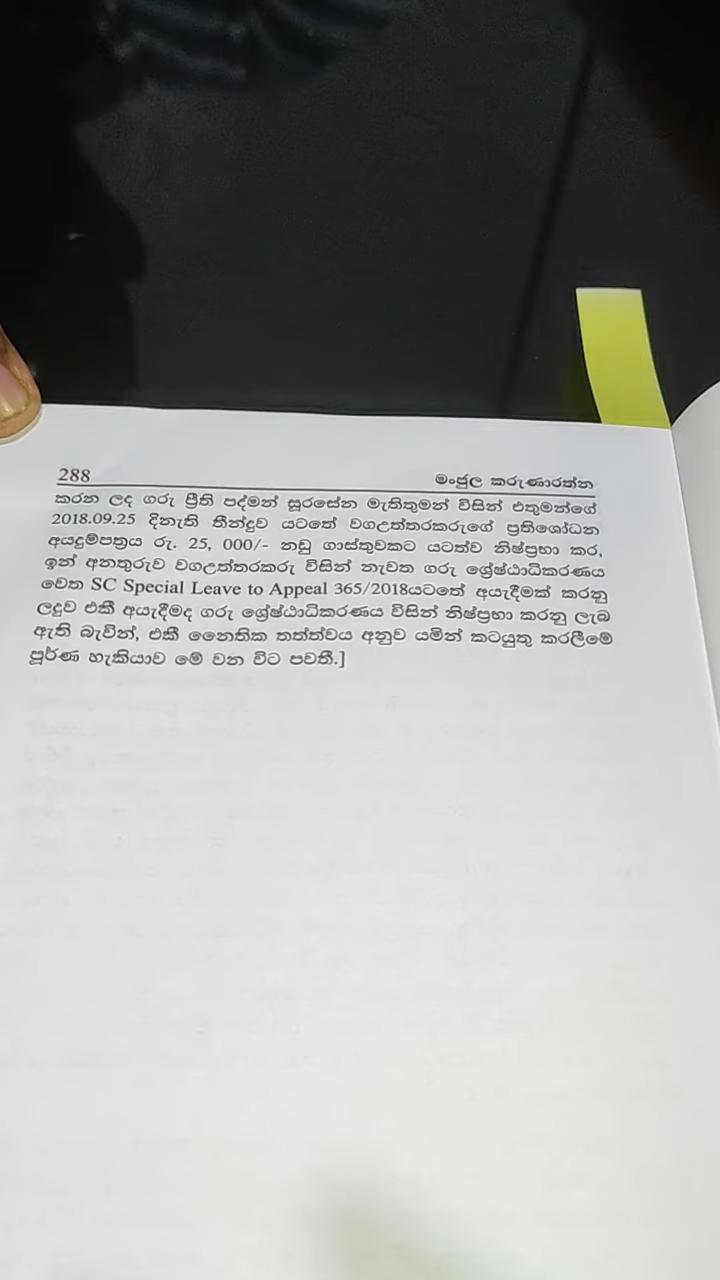 288 මංජුල කරුණාරත්න
කරන ලද ගරු ප්‍රීති පද්මන් සූරසේන මැතිතුමන් විසින් එතුමන්ගේ
2018.09.25 දිනැති තීන්දුව යටතේ වගඋත්තරකරුගේ ප්‍රතිශෝධන
අයදුම්පත්‍රය රු. 25, 000/- නඩු ගාස්තුවකට යටත්ව නිෂ්ප්‍රභා කර,
ඉන් අනතුරුව වගඋත්තරකරු විසින් නැවත ගරු ශ්‍රේෂ්ඨාධිකරණය
වෙත SC Special Leave to Appeal 365/2018යටතේ අයැදීමක් කරනු
ලදුව එකී අයැදීමද ගරු ශ්‍රේෂ්ඨාධිකරණය විසින් නිෂ්ප්‍රභා කරනු ලැබ
ඇති බැවින්, එකී නෛතික තත්ත්වය අනුව යමින් කටයුතු කරලීමේ
පූර්ණ හැකියාව මේ වන විට පවතී.]